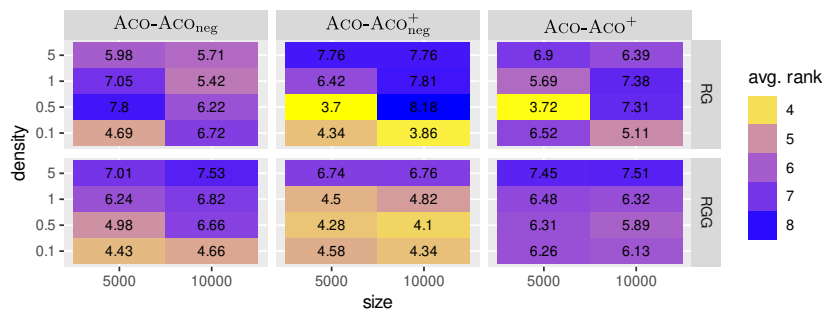 ACO-ACOneg ACO-ACO+neg ACO-ACO+
5 5.98 5.71 7.76 7.76 6.9 6.39
1 7.05 5.42 6.42 7.81 5.69 7.38
0.5 7.8 6.22 3.7 8.18 3.72 7.31
0.1 4.69 6.72 4.34 3.86 6.52 5.11
RG
5 7.01 7.53 6.74 6.76 7.45 7.51
1 6.24 6.82 4.5 4.82 6.48 6.32
0.5 4.98 6.66 4.28 4.1 6.31 5.89
0.1 4.43 4.66 4.58 4.34 6.26 6.13
RGG
5000 10000 5000 10000 5000 10000
size
density
avg. rank
4
5
6
7
8